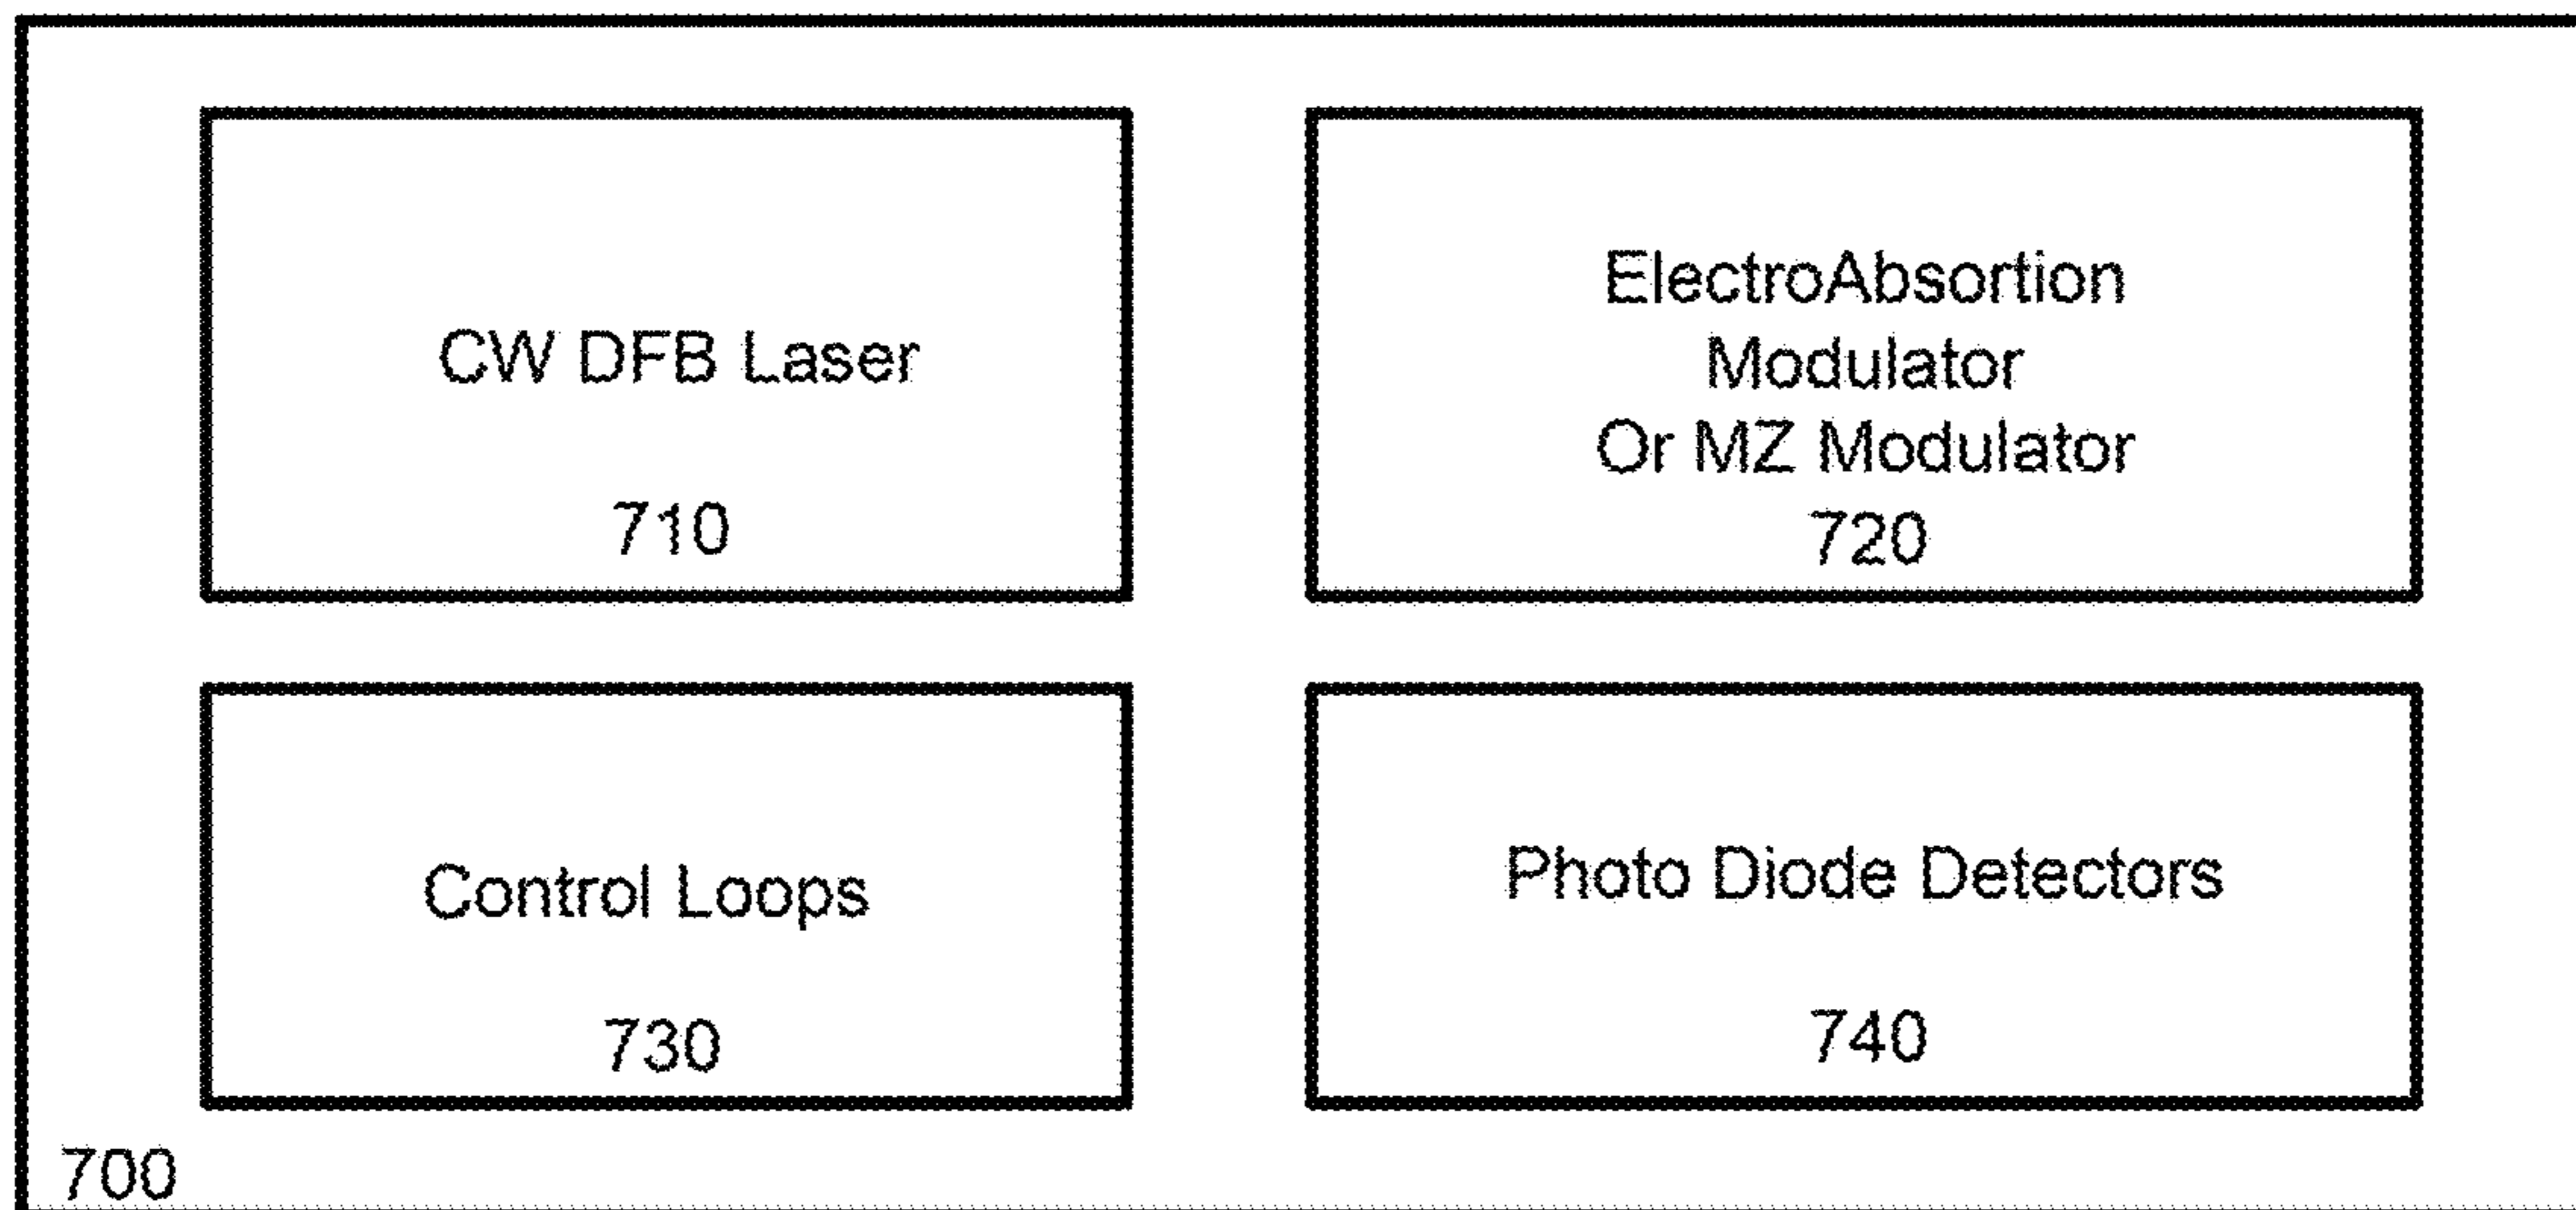 CW DFB Laser
710
ElectroAbsortion
Modulator
Or MZ Modulator
720
Control Loops
730
Photo Diode Detectors
740
700